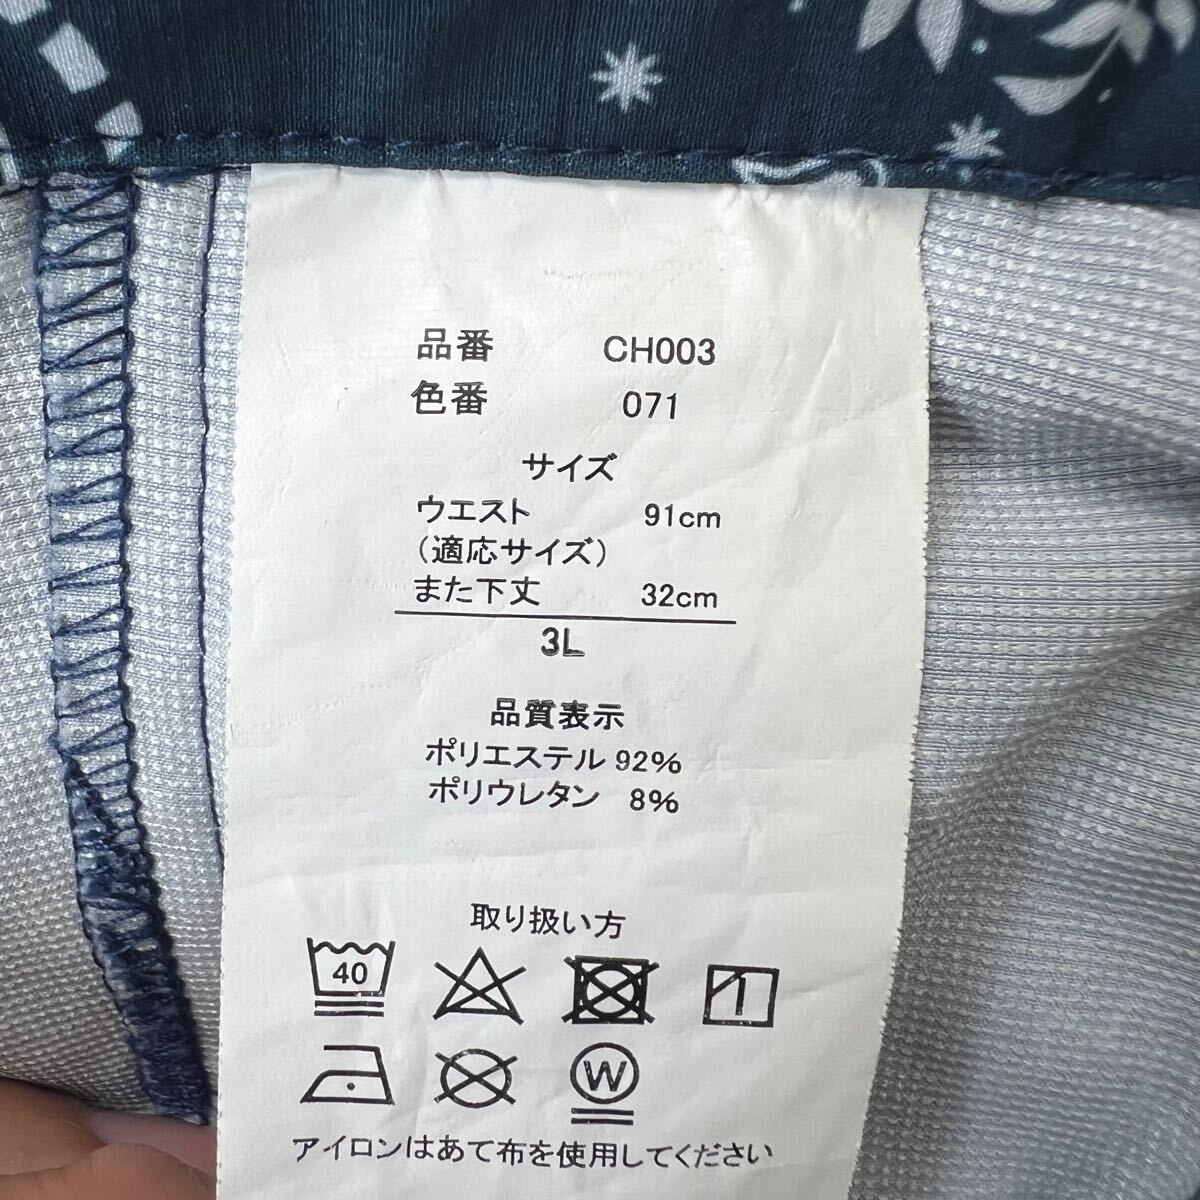 品番 CH003
色番 071
サイズ
ウエスト 91cm
(適応サイズ)
また下丈 32cm
3L
品質表示
ポリエステル 92%
ポリウレタン 8%
取り扱い方
40
W
アイロンはあて布を使用してください